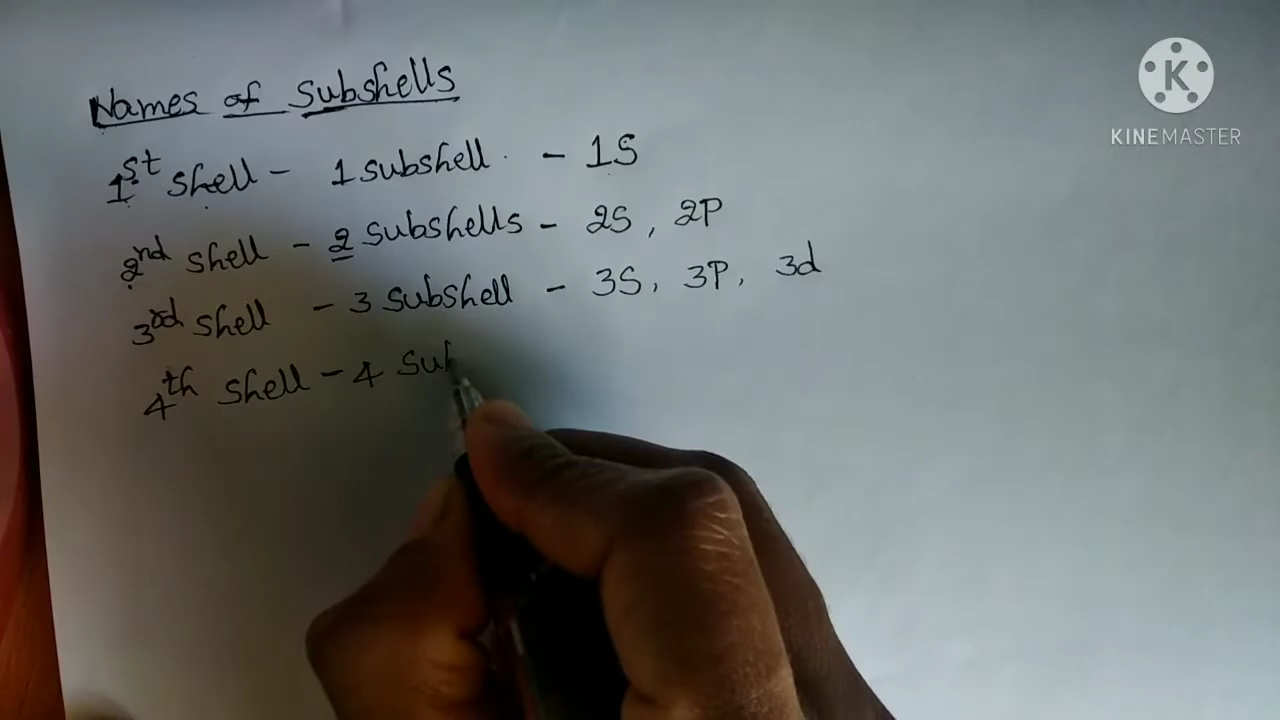 Names of Subshells
1st shell - 1 subshell - 1S
2nd shell - 2 subshells - 2S, 2P
3rd shell - 3 subshell - 3S, 3P, 3d
4th shell - 4 Sub
K
KINEMASTER